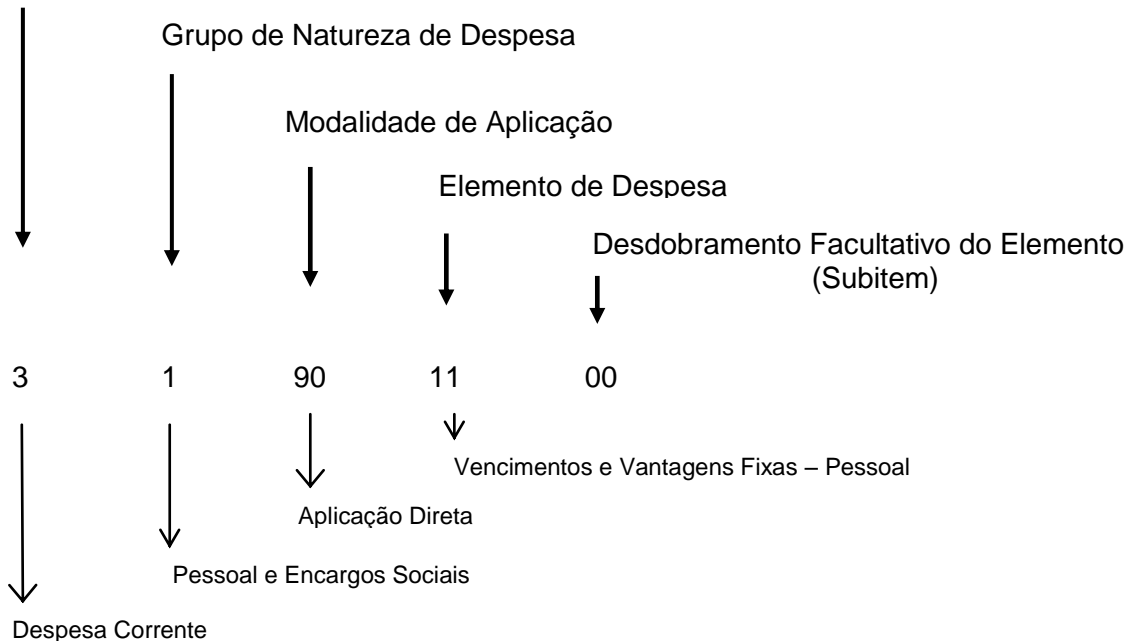 Grupo de Natureza de Despesa
Modalidade de Aplicação
Elemento de Despesa
Desdobramento Facultativo do Elemento
(Subitem)
3 1 90 11 00
Vencimentos e Vantagens Fixas – Pessoal
Aplicação Direta
Pessoal e Encargos Sociais
Despesa Corrente